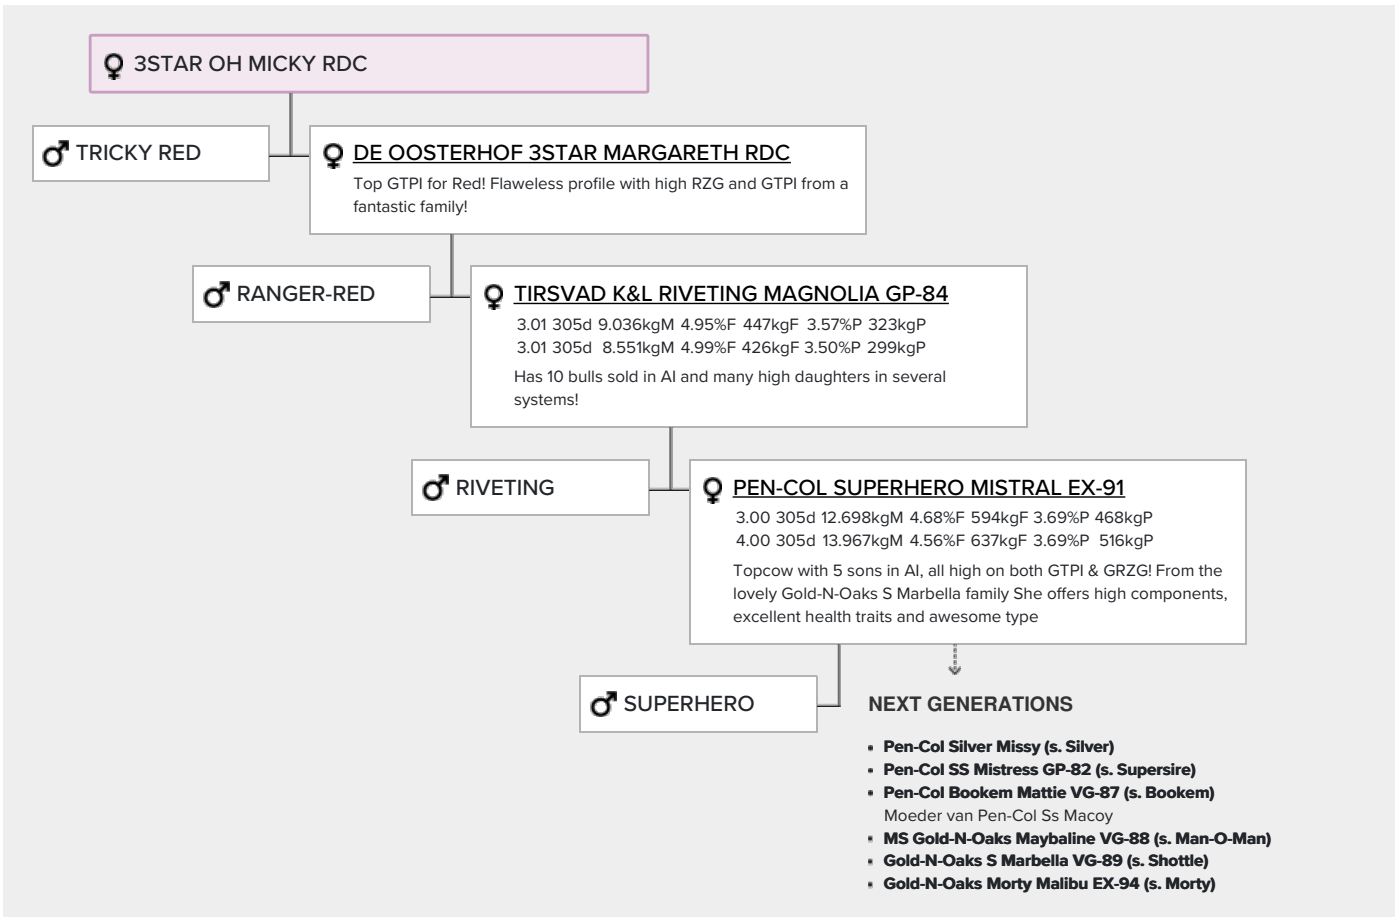 3STAR OH MICKY RDC
TRICKY RED
DE OOSTERHOF 3STAR MARGARETH RDC
Top GTPI for Red! Flaweless profile with high RZG and GTPI from a
fantastic family!
RANGER-RED
TIRSVAD K&L RIVETING MAGNOLIA GP-84
3.01 305d 9.036kgM 4.95%F 447kgF 3.57%P 323kgP
3.01 305d 8.551kgM 4.99%F 426kgF 3.50%P 299kgP
Has 10 bulls sold in AI and many high daughters in several
systems!
RIVETING
PEN-COL SUPERHERO MISTRAL EX-91
3.00 305d 12.698kgM 4.68%F 594kgF 3.69%P 468kgP
4.00 305d 13.967kgM 4.56%F 637kgF 3.69%P 516kgP
Topcow with 5 sons in AI, all high on both GTPI & GRZG! From the
lovely Gold-N-Oaks S Marbella family She offers high components,
excellent health traits and awesome type
SUPERHERO
NEXT GENERATIONS
• Pen-Col Silver Missy (s. Silver)
• Pen-Col SS Mistress GP-82 (s. Supersire)
• Pen-Col Bookem Mattie VG-87 (s. Bookem)
Moeder van Pen-Col Ss Macoy
• MS Gold-N-Oaks Maybaline VG-88 (s. Man-O-Man)
• Gold-N-Oaks S Marbella VG-89 (s. Shottle)
• Gold-N-Oaks Morty Malibu EX-94 (s. Morty)